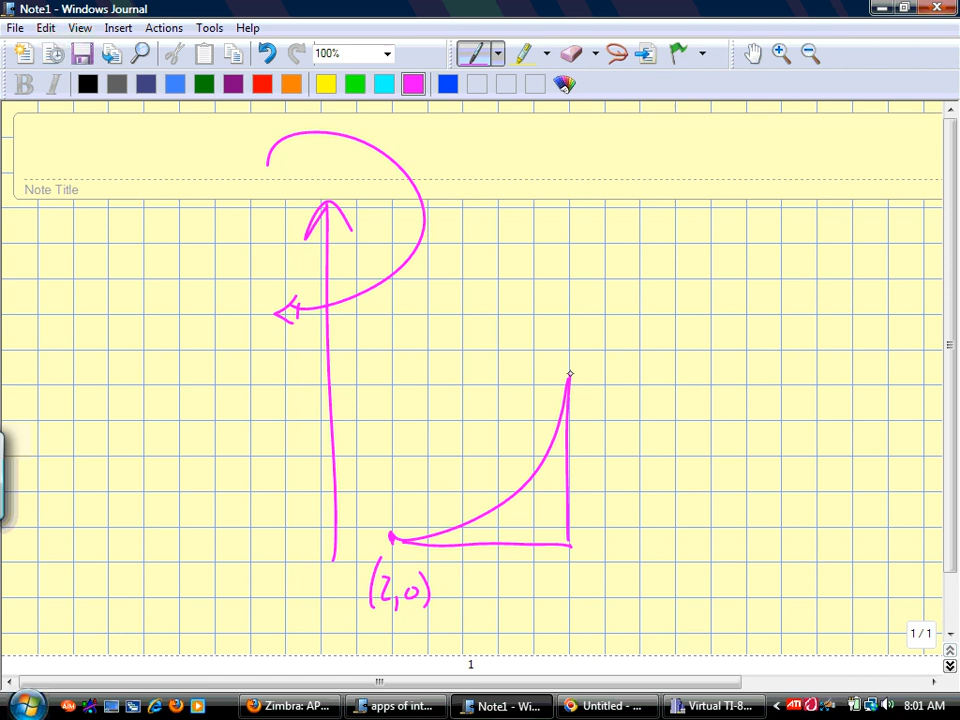 Note1 - Windows Journal
File Edit View Insert Actions Tools Help
100%
B I
Note Title
(2,0)
1/1
1
Zimbra: AP... apps of int... Note1 - Wi... Untitled - ... Virtual TI-8... 8:01 AM